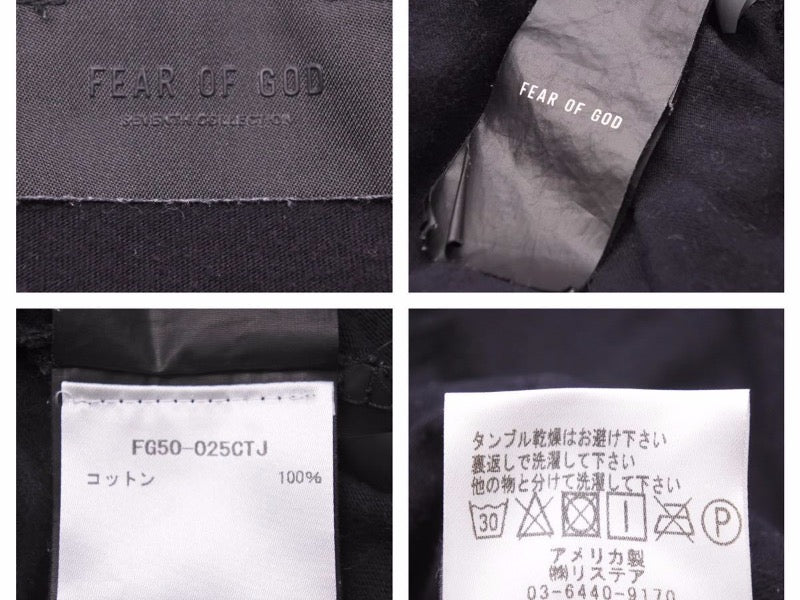 FEAR OF GOD
SEVENTH COLLECTION
FEAR OF GOD
FG50-025CTJ
コットン 100%
タンブル乾燥はお避け下さい
裏返しで洗濯して下さい
他の物と分けて洗濯して下さい
30 P
アメリカ製
㈱リステア
03-6440-9170